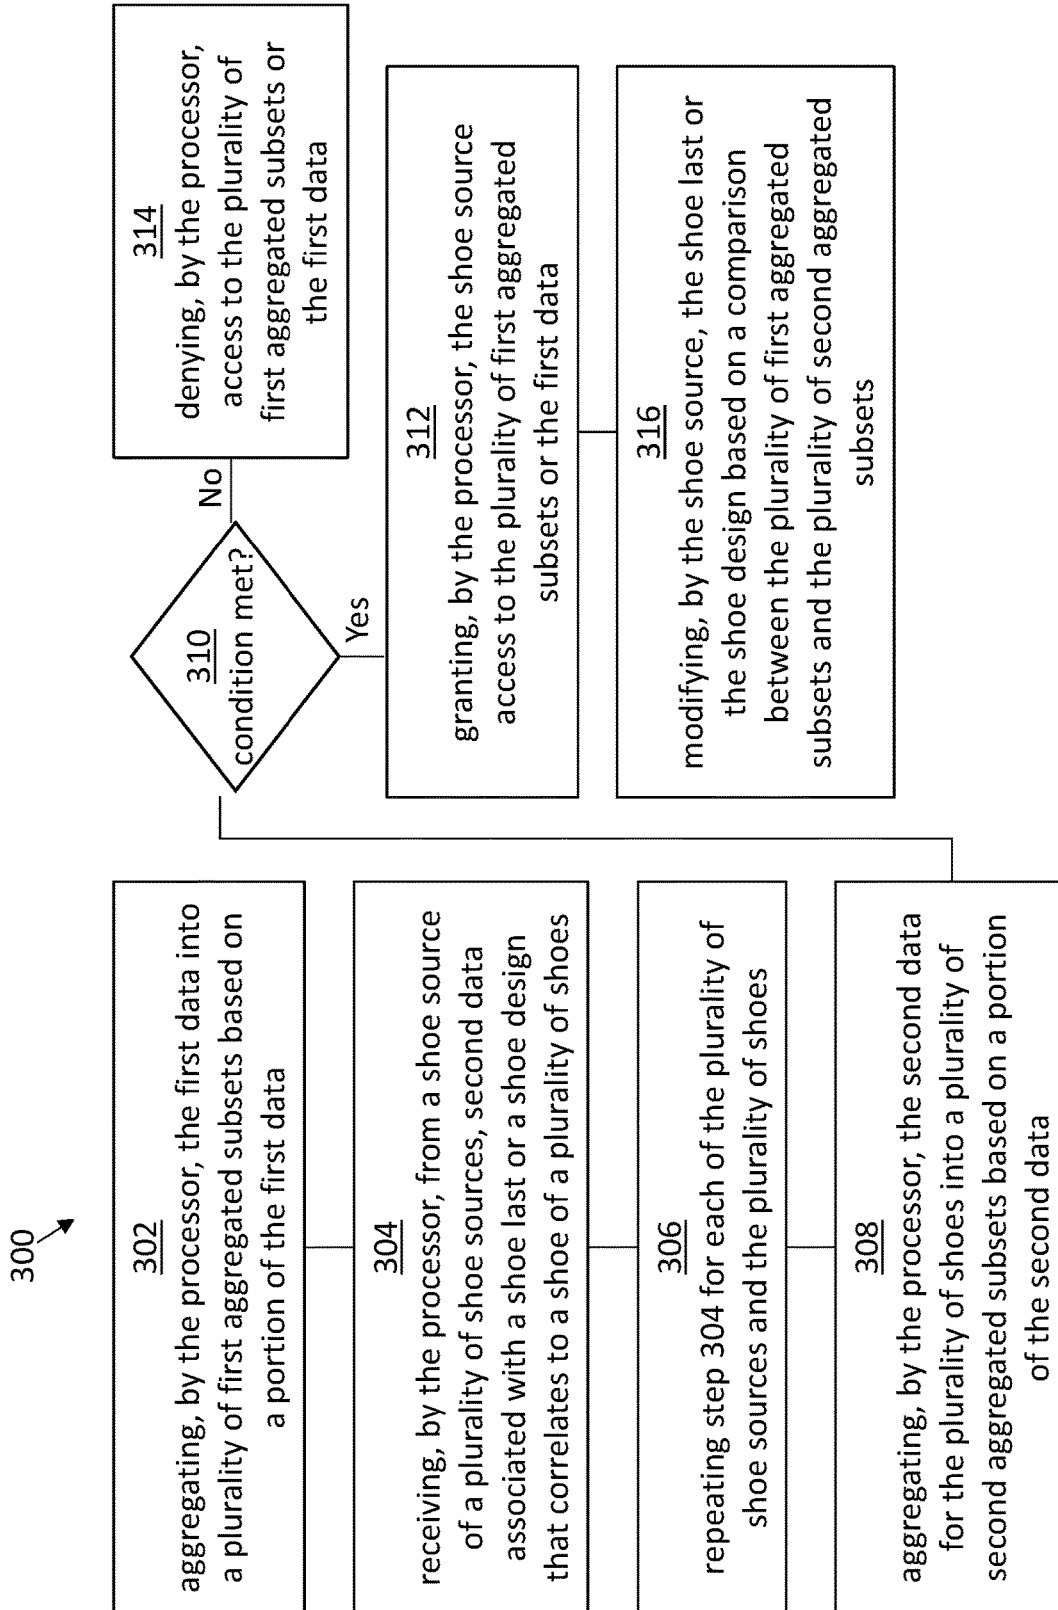 300
302
aggregating, by the processor, the first data into
a plurality of first aggregated subsets based on
a portion of the first data
304
receiving, by the processor, from a shoe source
of a plurality of shoe sources, second data
associated with a shoe last or a shoe design
that correlates to a shoe of a plurality of shoes
306
repeating step 304 for each of the plurality of
shoe sources and the plurality of shoes
308
aggregating, by the processor, the second data
for the plurality of shoes into a plurality of
second aggregated subsets based on a portion
of the second data
310
condition met?
No
Yes
314
denying, by the processor,
access to the plurality of
first aggregated subsets or
the first data
312
granting, by the processor, the shoe source
access to the plurality of first aggregated
subsets or the first data
316
modifying, by the shoe source, the shoe last or
the shoe design based on a comparison
between the plurality of first aggregated
subsets and the plurality of second aggregated
subsets